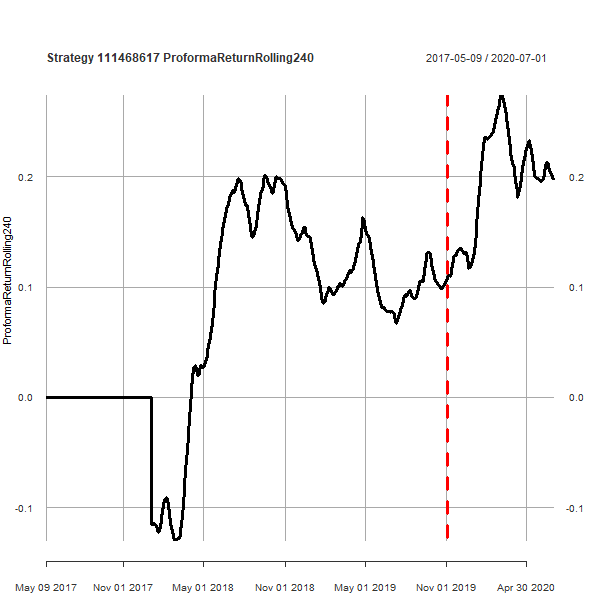 Strategy 111468617 ProformaReturnRolling240
2017-05-09 / 2020-07-01
ProformaReturnRolling240
0.2
0.2
0.1
0.1
0.0
0.0
-0.1
-0.1
May 09 2017
Nov 01 2017
May 01 2018
Nov 01 2018
May 01 2019
Nov 01 2019
Apr 30 2020